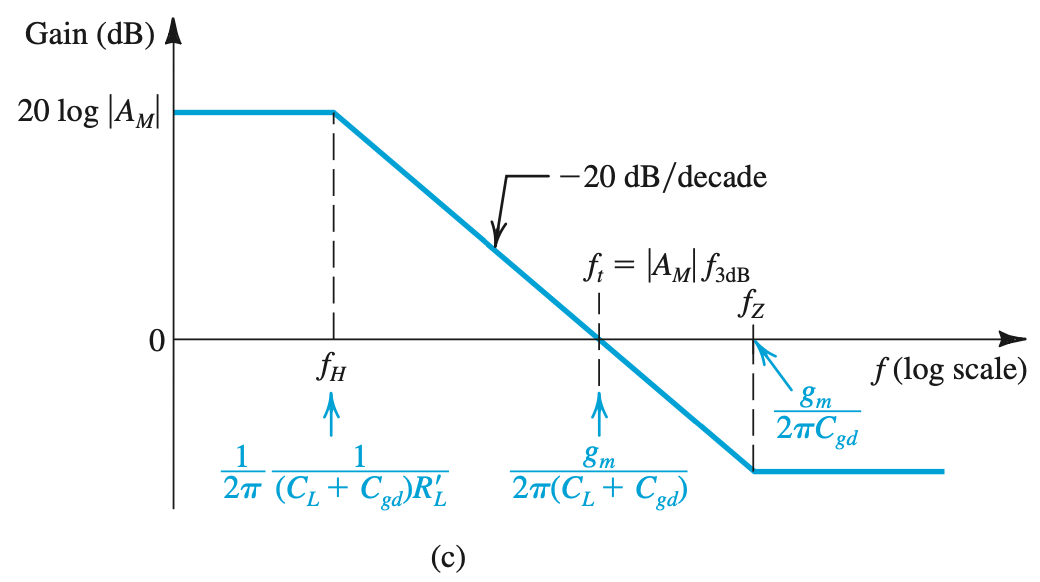 Gain (dB)
20 log |A_M|
−20 dB/decade
f_t = |A_M| f_3dB
f_Z
0
f_H
f (log scale)
g_m / 2πC_gd
1/2π 1/(C_L + C_gd)R′_L
g_m / 2π(C_L + C_gd)
(c)